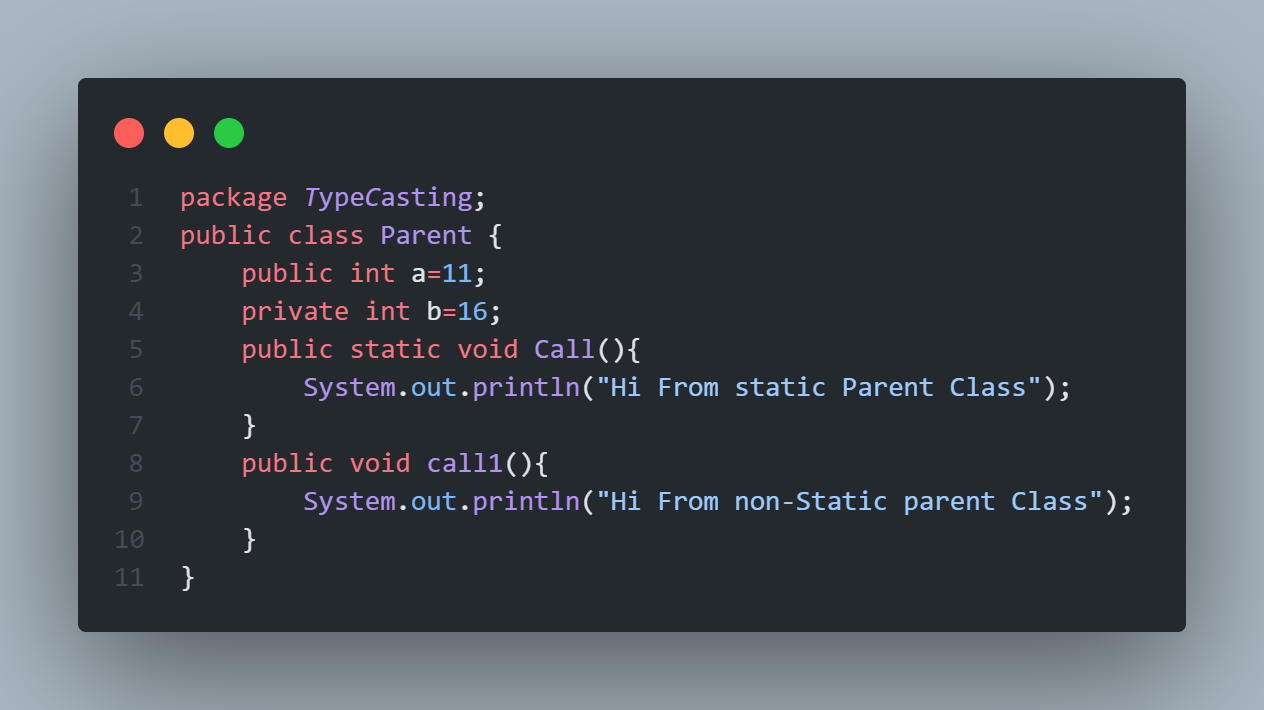 1 package TypeCasting;
2 public class Parent {
3     public int a=11;
4     private int b=16;
5     public static void Call(){
6         System.out.println("Hi From static Parent Class");
7     }
8     public void call1(){
9         System.out.println("Hi From non-Static parent Class");
10     }
11 }